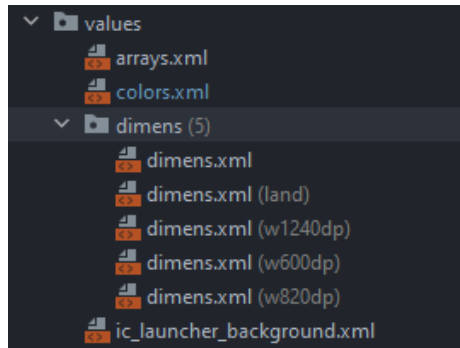 values
arrays.xml
colors.xml
dimens (5)
dimens.xml
dimens.xml (land)
dimens.xml (w1240dp)
dimens.xml (w600dp)
dimens.xml (w820dp)
ic_launcher_background.xml